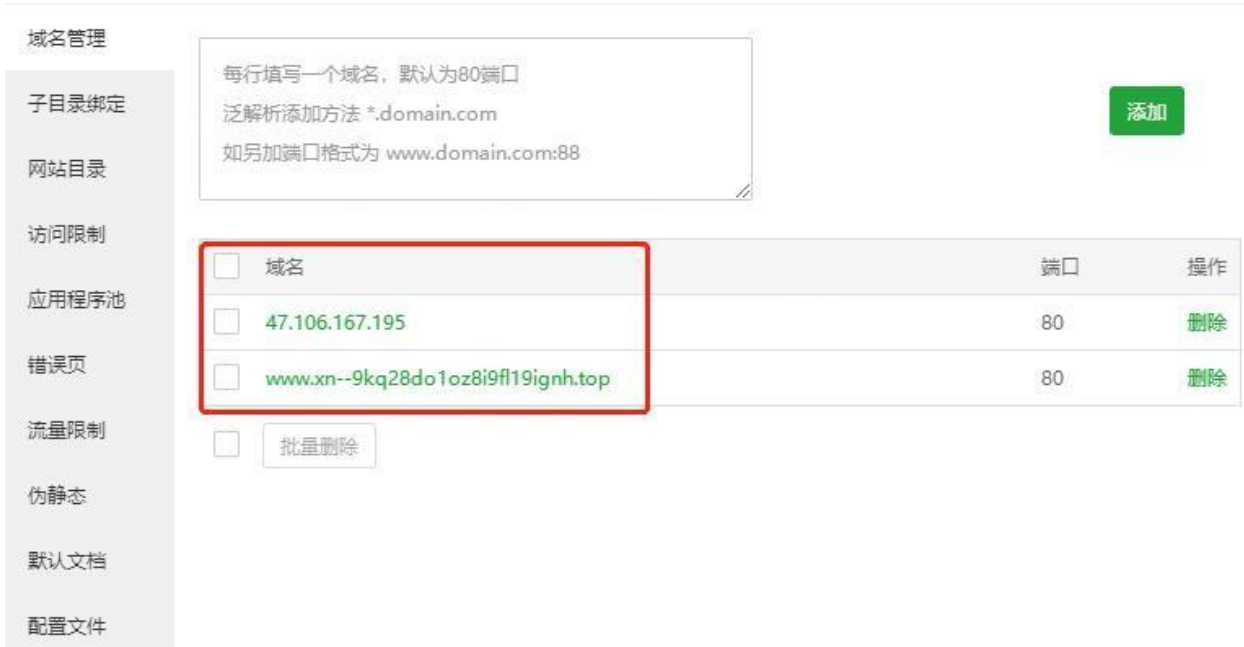 域名管理
子目录绑定
网站目录
访问限制
应用程序池
错误页
流量限制
伪静态
默认文档
配置文件
每行填写一个域名，默认为80端口
泛解析添加方法 *.domain.com
如另加端口格式为 www.domain.com:88
添加
域名 端口 操作
47.106.167.195 80 删除
www.xn--9kq28do1oz8i9fl19ignh.top 80 删除
批量删除